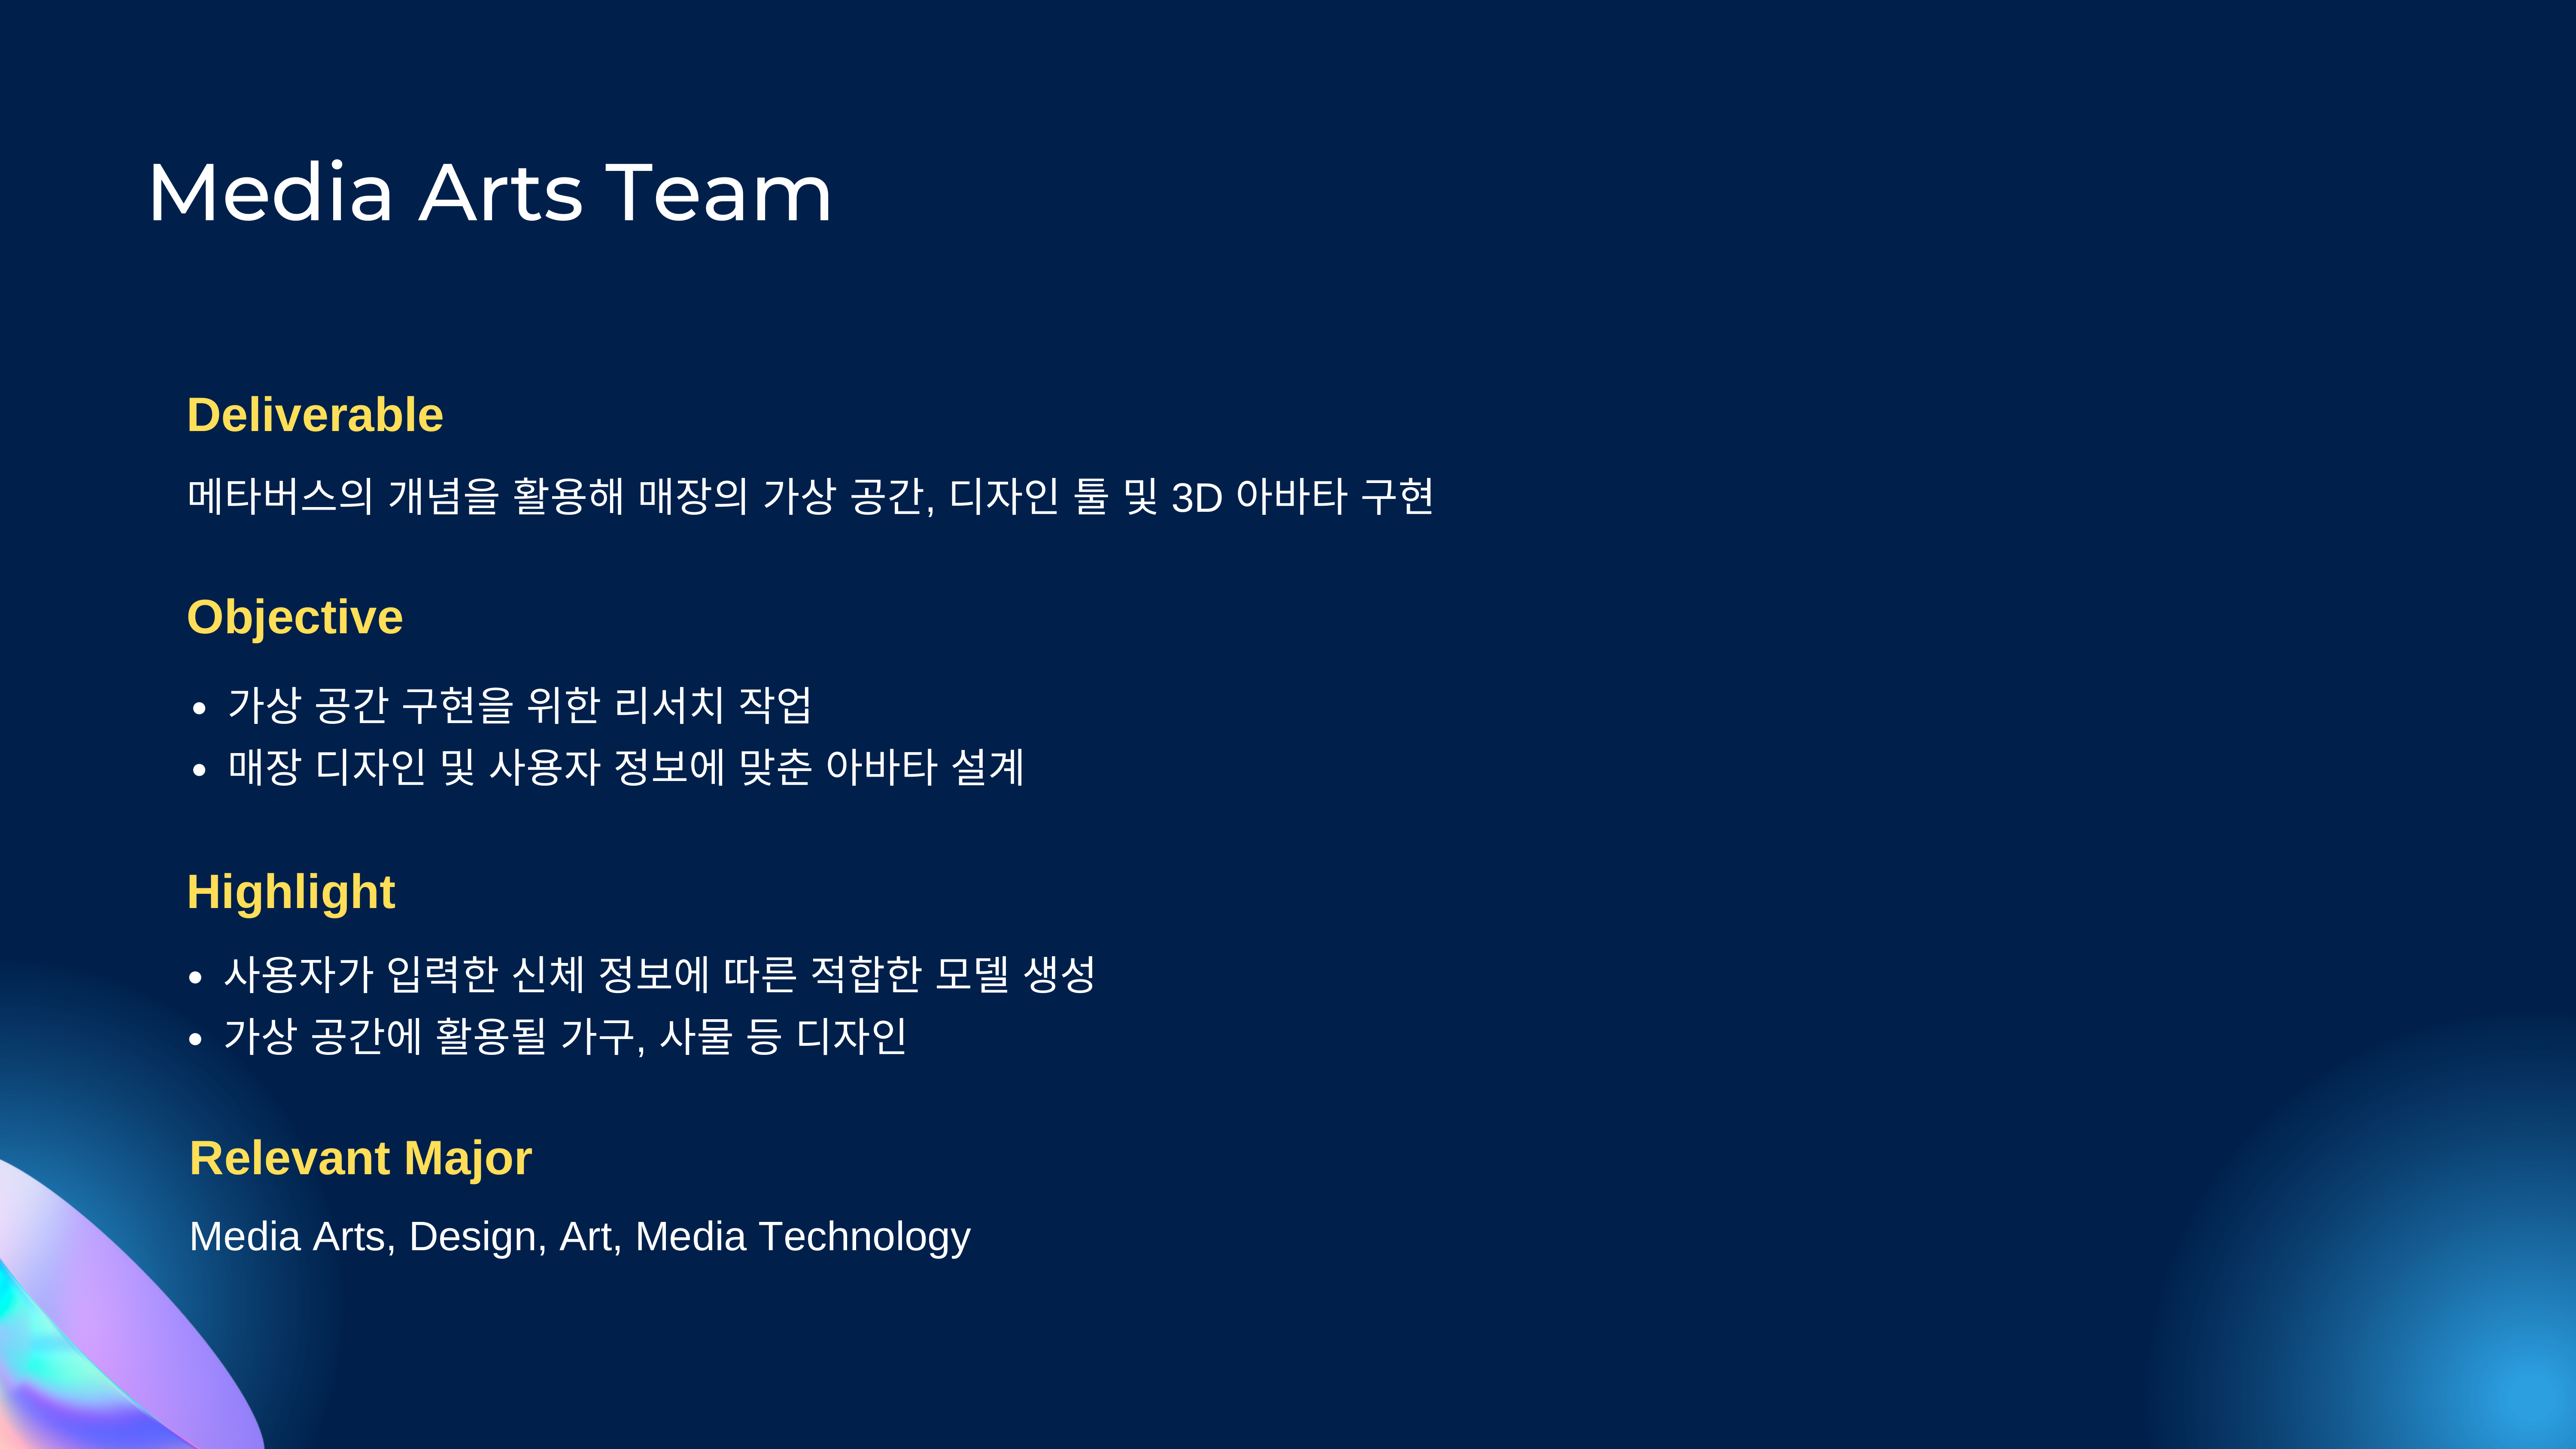 Media Arts Team
Deliverable
메타버스의 개념을 활용해 매장의 가상 공간, 디자인 툴 및 3D 아바타 구현
Objective
• 가상 공간 구현을 위한 리서치 작업
• 매장 디자인 및 사용자 정보에 맞춘 아바타 설계
Highlight
• 사용자가 입력한 신체 정보에 따른 적합한 모델 생성
• 가상 공간에 활용될 가구, 사물 등 디자인
Relevant Major
Media Arts, Design, Art, Media Technology